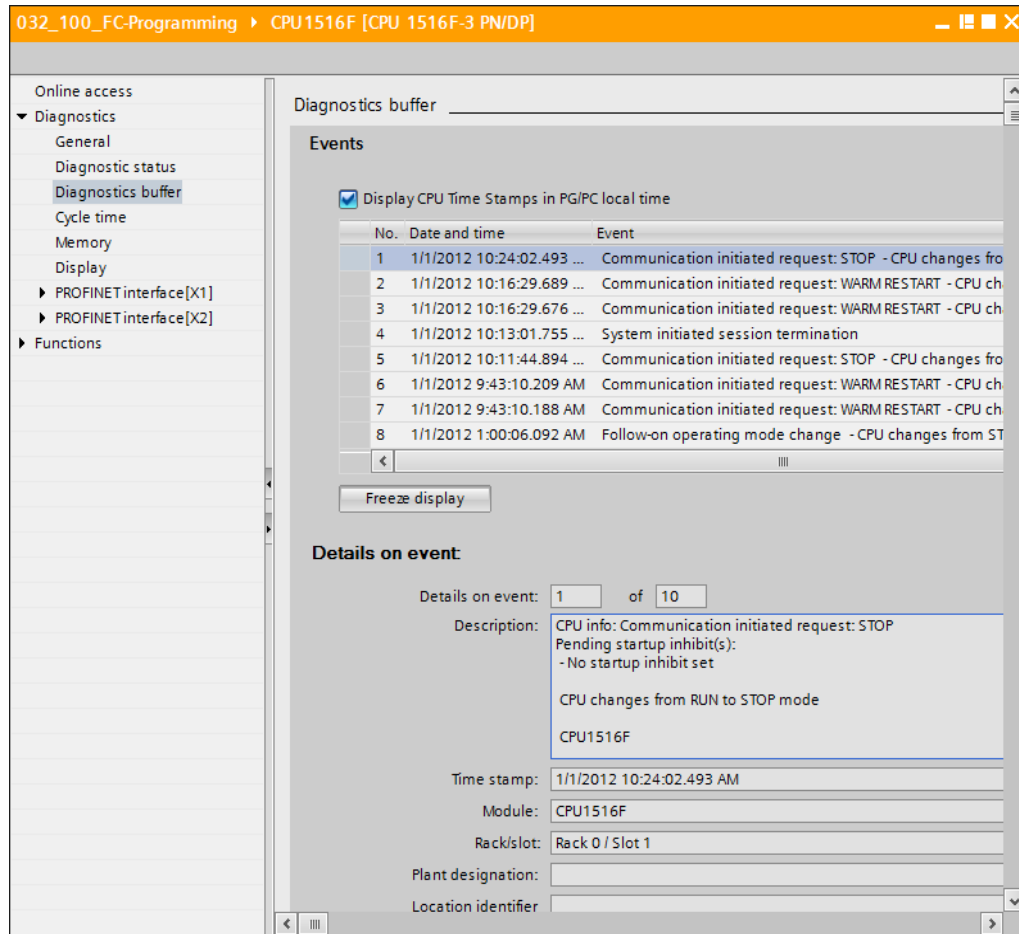 032_100_FC-Programming ▸ CPU1516F [CPU 1516F-3 PN/DP]
Online access
Diagnostics
General
Diagnostic status
Diagnostics buffer
Cycle time
Memory
Display
PROFINET interface[X1]
PROFINET interface[X2]
Functions
Diagnostics buffer
Events
Display CPU Time Stamps in PG/PC local time
No. Date and time Event
1 1/1/2012 10:24:02.493 ... Communication initiated request: STOP - CPU changes fro
2 1/1/2012 10:16:29.689 ... Communication initiated request: WARM RESTART - CPU ch
3 1/1/2012 10:16:29.676 ... Communication initiated request: WARM RESTART - CPU ch
4 1/1/2012 10:13:01.755 ... System initiated session termination
5 1/1/2012 10:11:44.894 ... Communication initiated request: STOP - CPU changes fro
6 1/1/2012 9:43:10.209 AM Communication initiated request: WARM RESTART - CPU ch
7 1/1/2012 9:43:10.188 AM Communication initiated request: WARM RESTART - CPU ch
8 1/1/2012 1:00:06.092 AM Follow-on operating mode change - CPU changes from ST
Freeze display
Details on event:
Details on event: 1 of 10
Description: CPU info: Communication initiated request: STOP
Pending startup inhibit(s):
- No startup inhibit set
CPU changes from RUN to STOP mode
CPU1516F
Time stamp: 1/1/2012 10:24:02.493 AM
Module: CPU1516F
Rack/slot: Rack 0 / Slot 1
Plant designation:
Location identifier